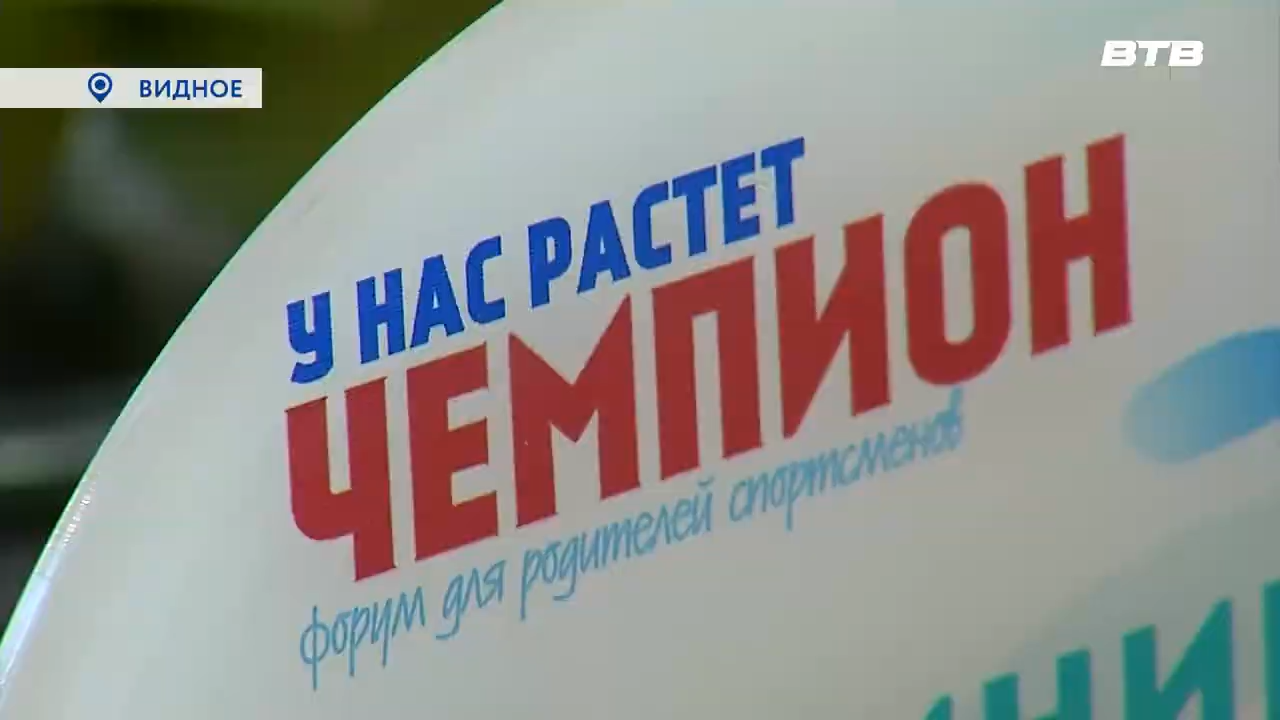 ВИДНОЕ
ВТВ
У НАС РАСТЕТ
ЧЕМПИОН
форум для родителей спортсменов